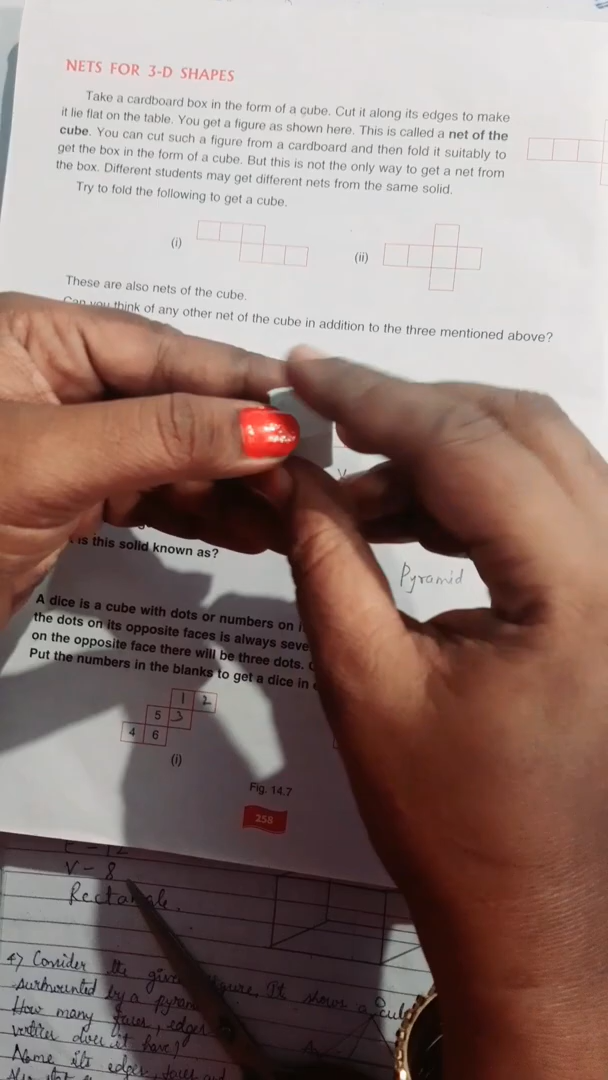 NETS FOR 3-D SHAPES
Take a cardboard box in the form of a cube. Cut it along its edges to make
it lie flat on the table. You get a figure as shown here. This is called a net of the
cube. You can cut such a figure from a cardboard and then fold it suitably to
get the box in the form of a cube. But this is not the only way to get a net from
the box. Different students may get different nets from the same solid.
Try to fold the following to get a cube.
(i) (ii)
These are also nets of the cube.
Can you think of any other net of the cube in addition to the three mentioned above?
is this solid known as?
Pyramid
A dice is a cube with dots or numbers on
the dots on its opposite faces is always
on the opposite face there will be three dots.
Put the numbers in the blanks to get a dice in
1 2
5 3
4 6
(i)
Fig. 14.7
258
V - 8
Rectangle.
4) Consider the given figure. It shows a
surmounted by a
How many faces, edges
does it have?
Name its edges, faces and